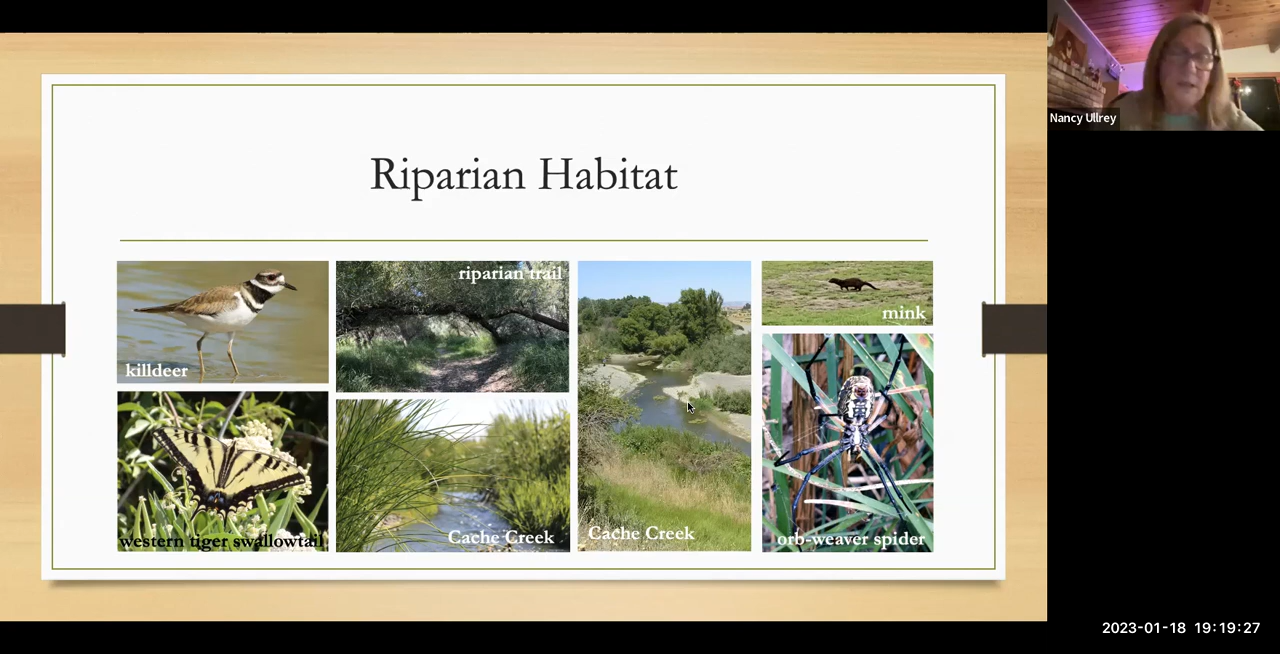 Nancy Ullrey
Riparian Habitat
killdeer
riparian trail
mink
western tiger swallowtail
Cache Creek
Cache Creek
orb-weaver spider
2023-01-18 19:19:27